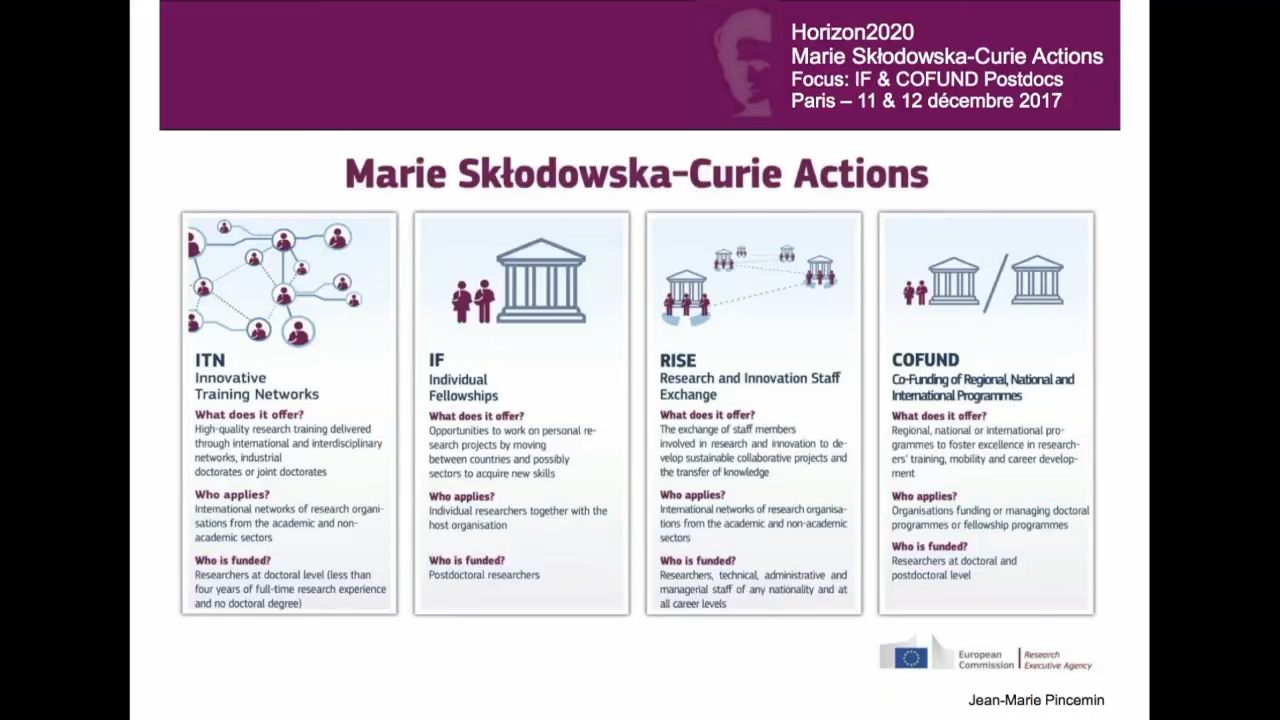 Horizon2020
Marie Skłodowska-Curie Actions
Focus: IF & COFUND Postdocs
Paris – 11 & 12 décembre 2017
Marie Skłodowska-Curie Actions
ITN
Innovative
Training Networks
What does it offer?
High-quality research training delivered
through international and interdisciplinary
networks, industrial
doctorates or joint doctorates
Who applies?
International networks of research organi-
sations from the academic and non-
academic sectors
Who is funded?
Researchers at doctoral level (less than
four years of full-time research experience
and no doctoral degree)
IF
Individual
Fellowships
What does it offer?
Opportunities to work on personal re-
search projects by moving
between countries and possibly
sectors to acquire new skills
Who applies?
Individual researchers together with the
host organisation
Who is funded?
Postdoctoral researchers
RISE
Research and Innovation Staff
Exchange
What does it offer?
The exchange of staff members
involved in research and innovation to de-
velop sustainable collaborative projects and
the transfer of knowledge
Who applies?
International networks of research organisa-
tions from the academic and non-academic
sectors
Who is funded?
Researchers, technical, administrative and
managerial staff of any nationality and at
all career levels
COFUND
Co-Funding of Regional, National and
International Programmes
What does it offer?
Regional, national or international pro-
grammes to foster excellence in research-
ers' training, mobility and career develop-
ment
Who applies?
Organisations funding or managing doctoral
programmes or fellowship programmes
Who is funded?
Researchers at doctoral and
postdoctoral level
European
Commission
Research
Executive Agency
Jean-Marie Pincemin